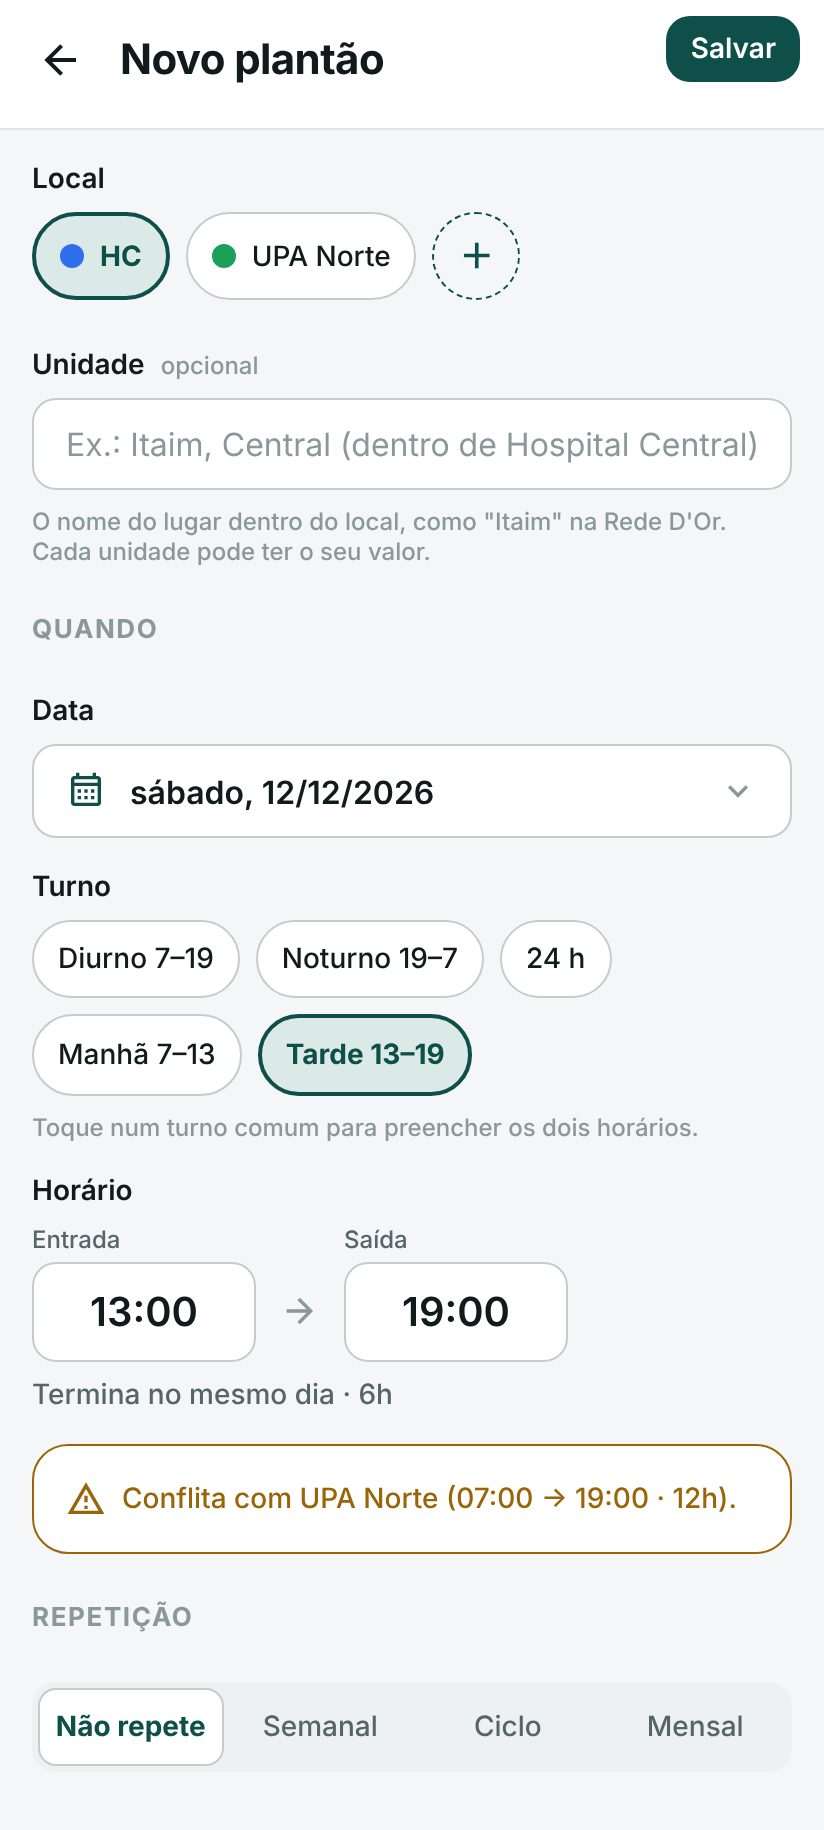 Novo plantão
Salvar
Local
HC
UPA Norte
+
Unidade opcional
Ex.: Itaim, Central (dentro de Hospital Central)
O nome do lugar dentro do local, como "Itaim" na Rede D'Or.
Cada unidade pode ter o seu valor.
QUANDO
Data
sábado, 12/12/2026
Turno
Diurno 7–19
Noturno 19–7
24 h
Manhã 7–13
Tarde 13–19
Toque num turno comum para preencher os dois horários.
Horário
Entrada
Saída
13:00
→
19:00
Termina no mesmo dia · 6h
Conflita com UPA Norte (07:00 → 19:00 · 12h).
REPETIÇÃO
Não repete
Semanal
Ciclo
Mensal